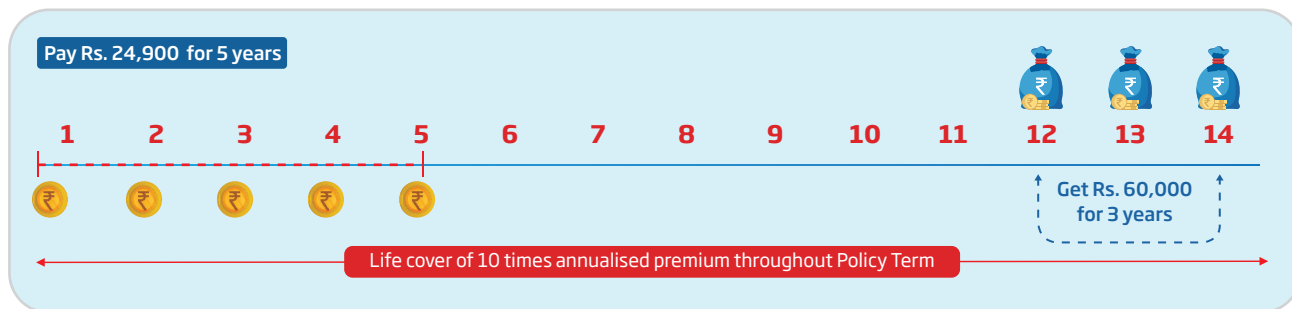 Pay Rs. 24,900 for 5 years
₹ ₹ ₹
1 2 3 4 5 6 7 8 9 10 11 12 13 14
₹ ₹ ₹ ₹ ₹
Get Rs. 60,000
for 3 years
Life cover of 10 times annualised premium throughout Policy Term